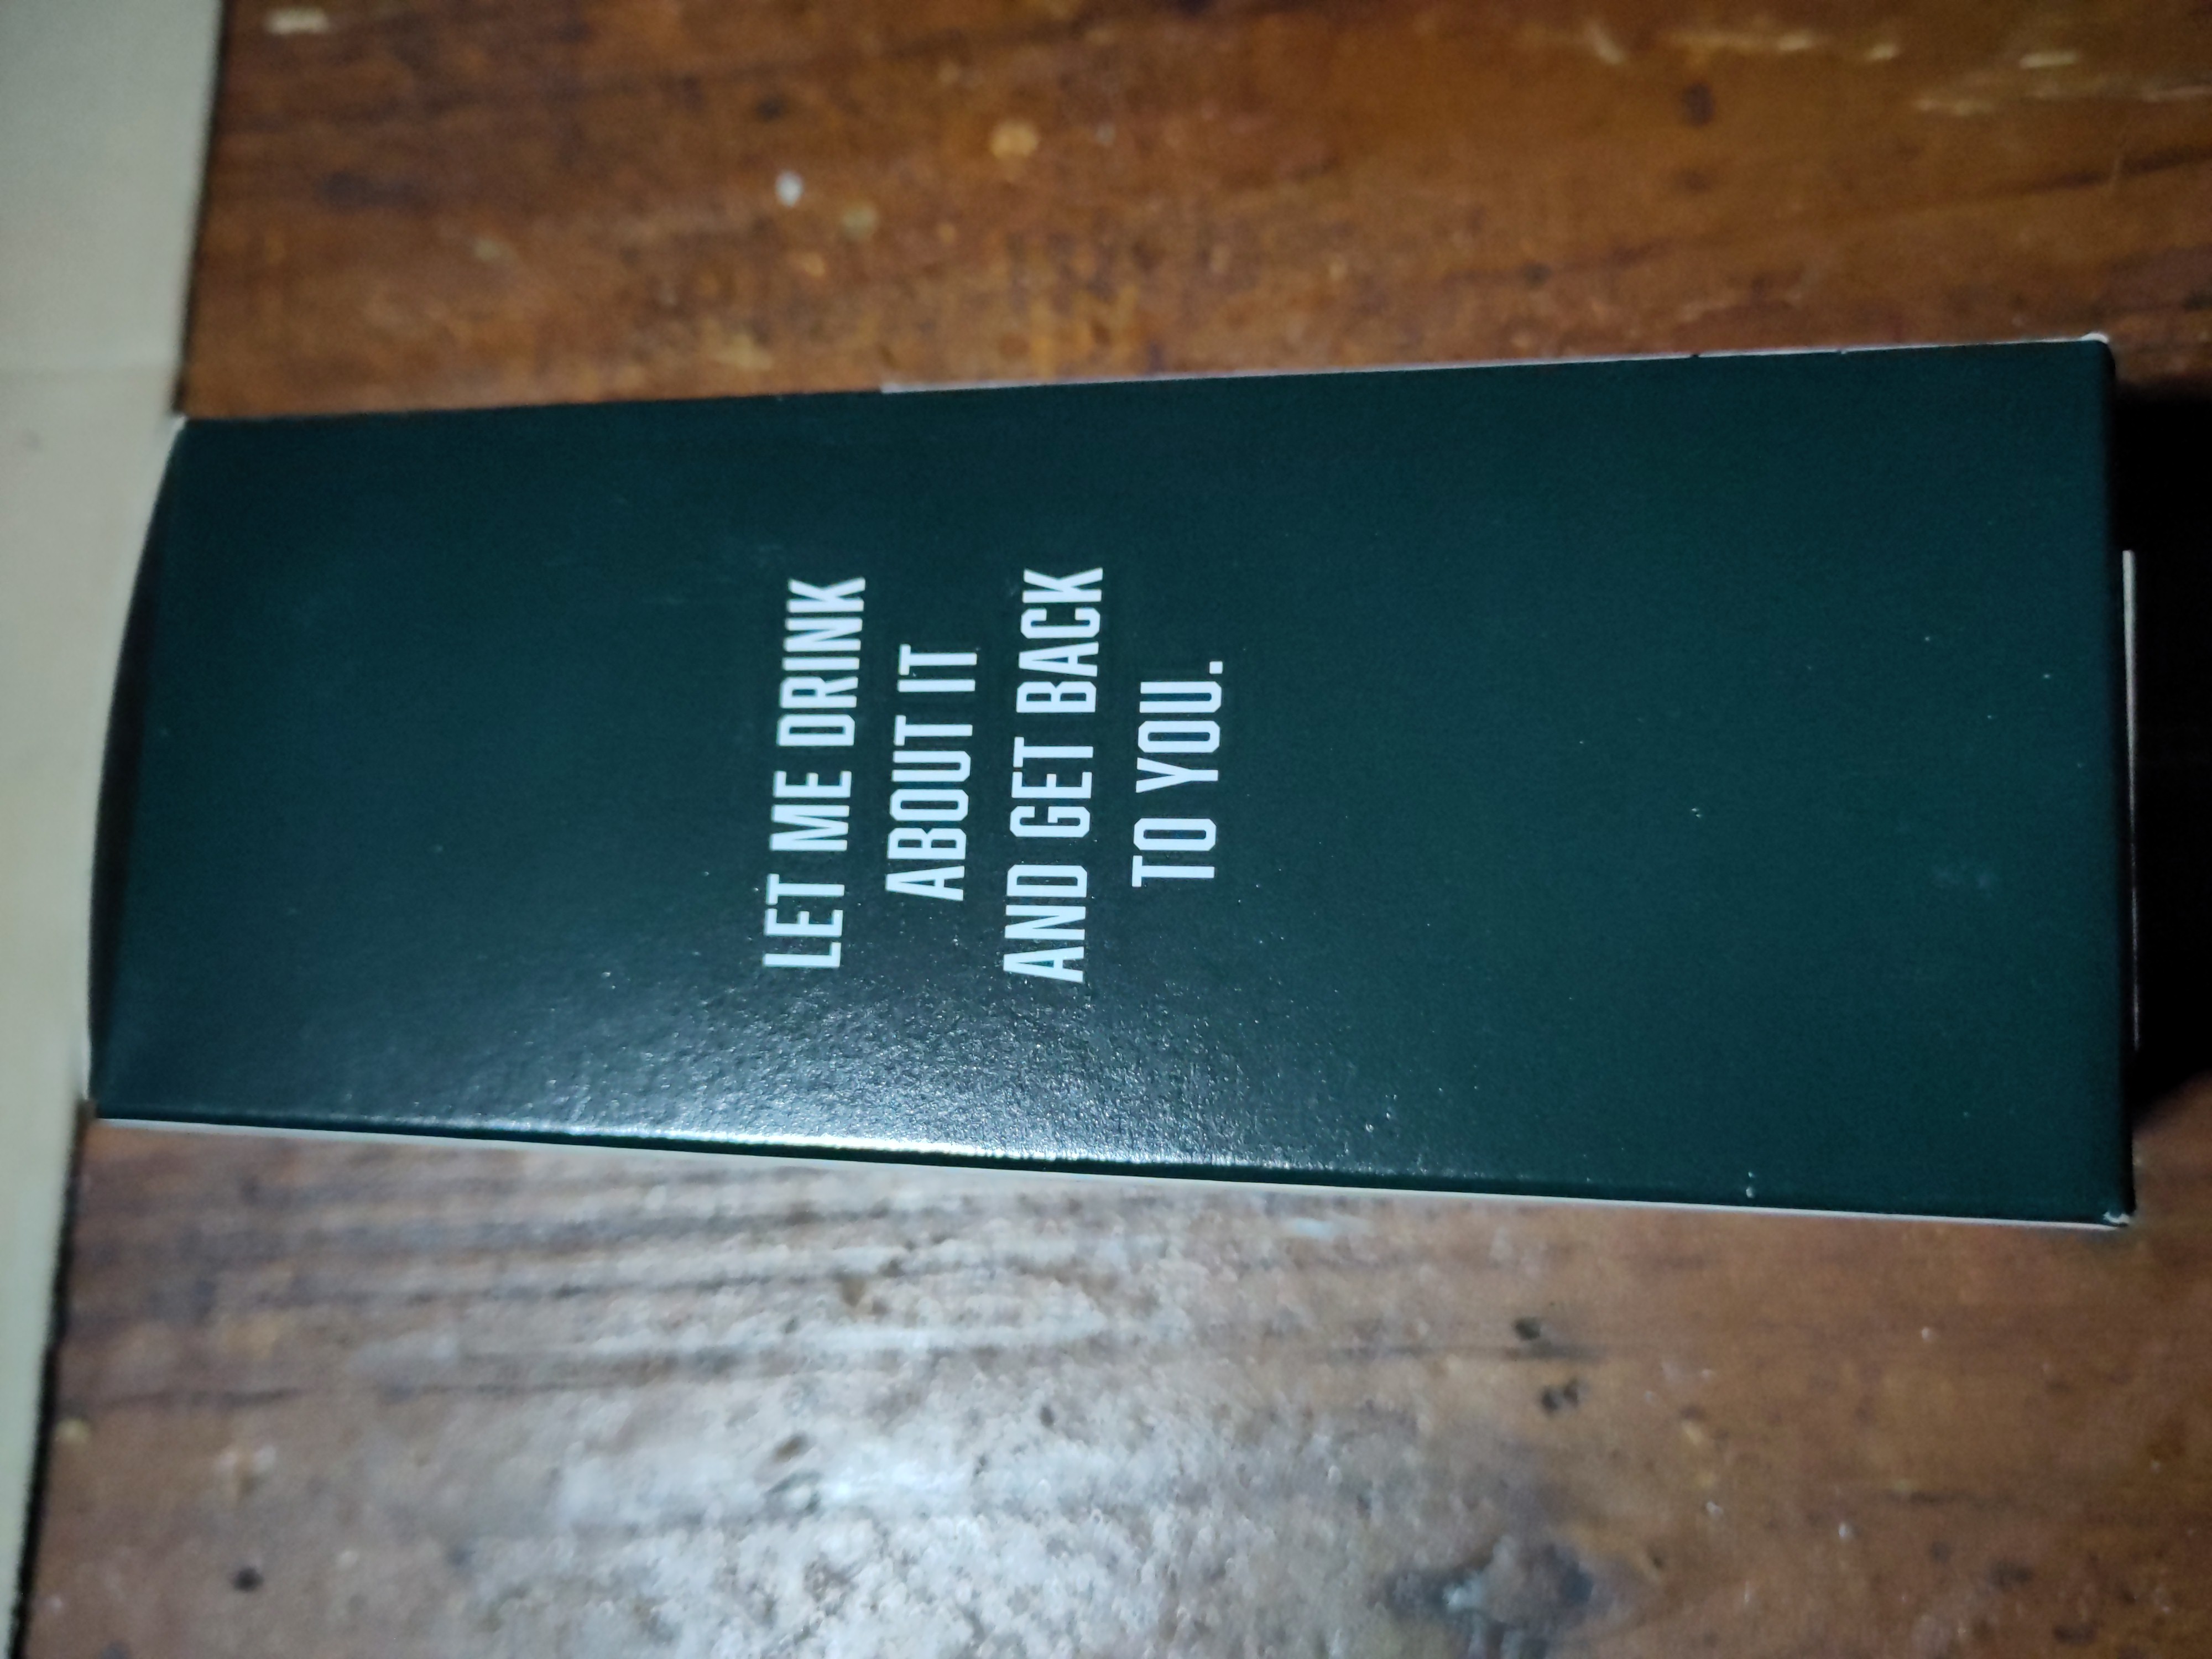 LET ME DRINK
ABOUT IT
AND GET BACK
TO YOU.